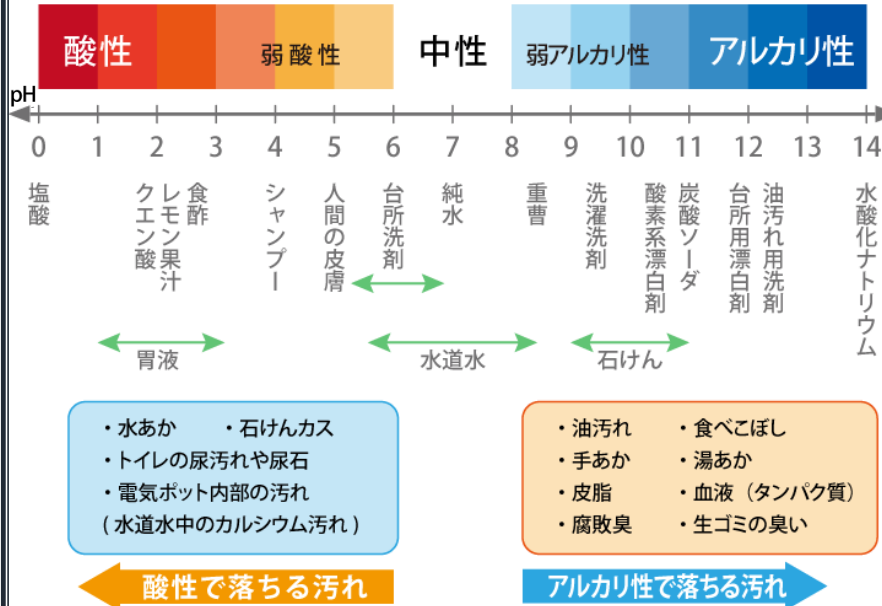 酸性
弱酸性
中性
弱アルカリ性
アルカリ性
pH
0 1 2 3 4 5 6 7 8 9 10 11 12 13 14
塩酸
クエン酸
レモン果汁
食酢
シャンプー
人間の皮膚
台所洗剤
純水
重曹
洗濯洗剤
酸素系漂白剤
炭酸ソーダ
台所用漂白剤
油汚れ用洗剤
水酸化ナトリウム
胃液
水道水
石けん
・水あか ・石けんカス
・トイレの尿汚れや尿石
・電気ポット内部の汚れ
(水道水中のカルシウム汚れ)
・油汚れ ・食べこぼし
・手あか ・湯あか
・皮脂 ・血液（タンパク質）
・腐敗臭 ・生ゴミの臭い
酸性で落ちる汚れ
アルカリ性で落ちる汚れ